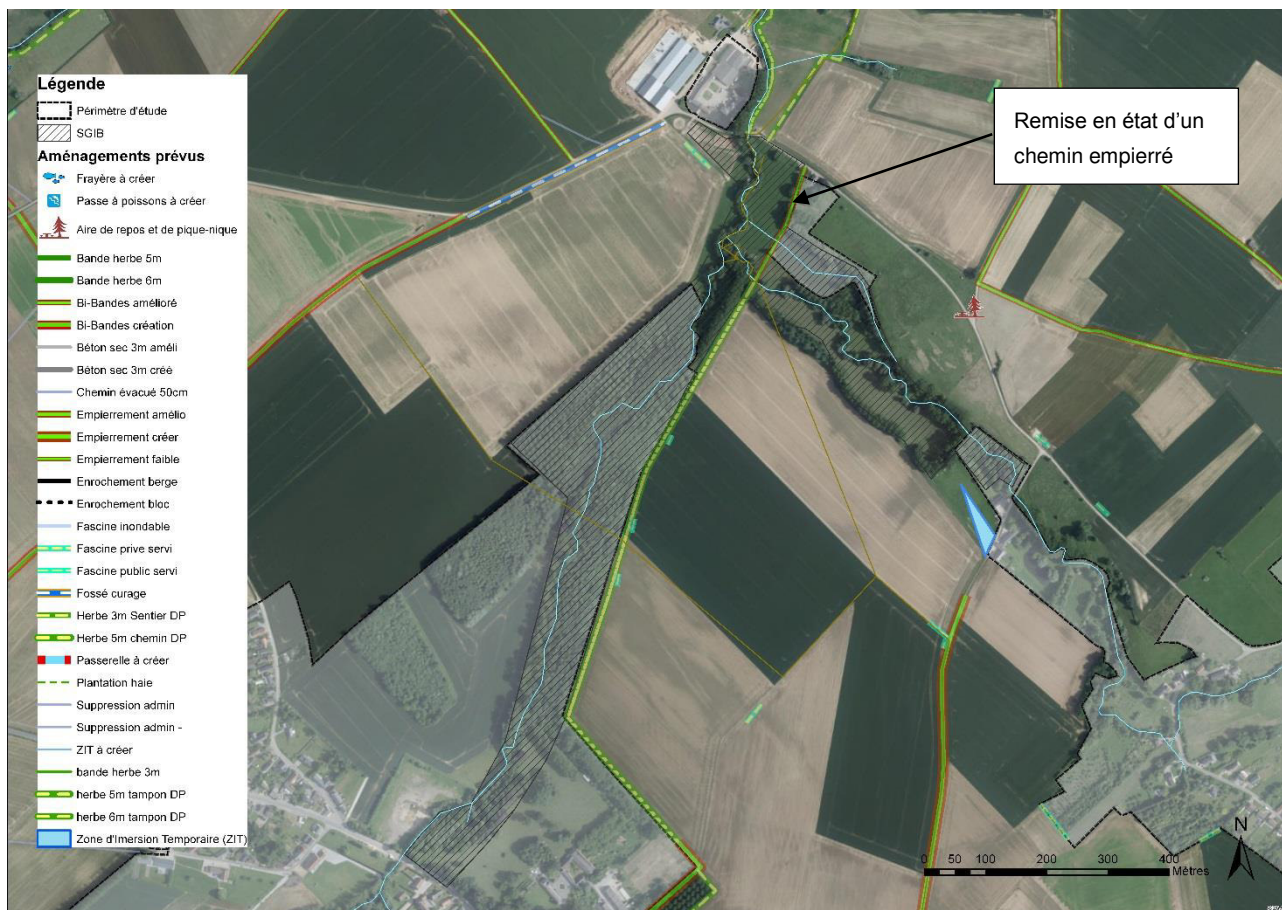 Légende
Périmètre d'étude
SGIB
Aménagements prévus
Frayère à créer
Passe à poissons à créer
Aire de repos et de pique-nique
Bande herbe 5m
Bande herbe 6m
Bi-Bandes amélioré
Bi-Bandes création
Béton sec 3m améli
Béton sec 3m créé
Chemin évacué 50cm
Empierrement amélio
Empierrement créer
Empierrement faible
Enrochement berge
Enrochement bloc
Fascine inondable
Fascine prive servi
Fascine public servi
Fossé curage
Herbe 3m Sentier DP
Herbe 5m chemin DP
Passerelle à créer
Plantation haie
Suppression admin
Suppression admin -
ZIT à créer
bande herbe 3m
herbe 5m tampon DP
herbe 6m tampon DP
Zone d'Imersion Temporaire (ZIT)
Remise en état d'un
chemin empierré
N
0 50 100 200 300 400
Mètres